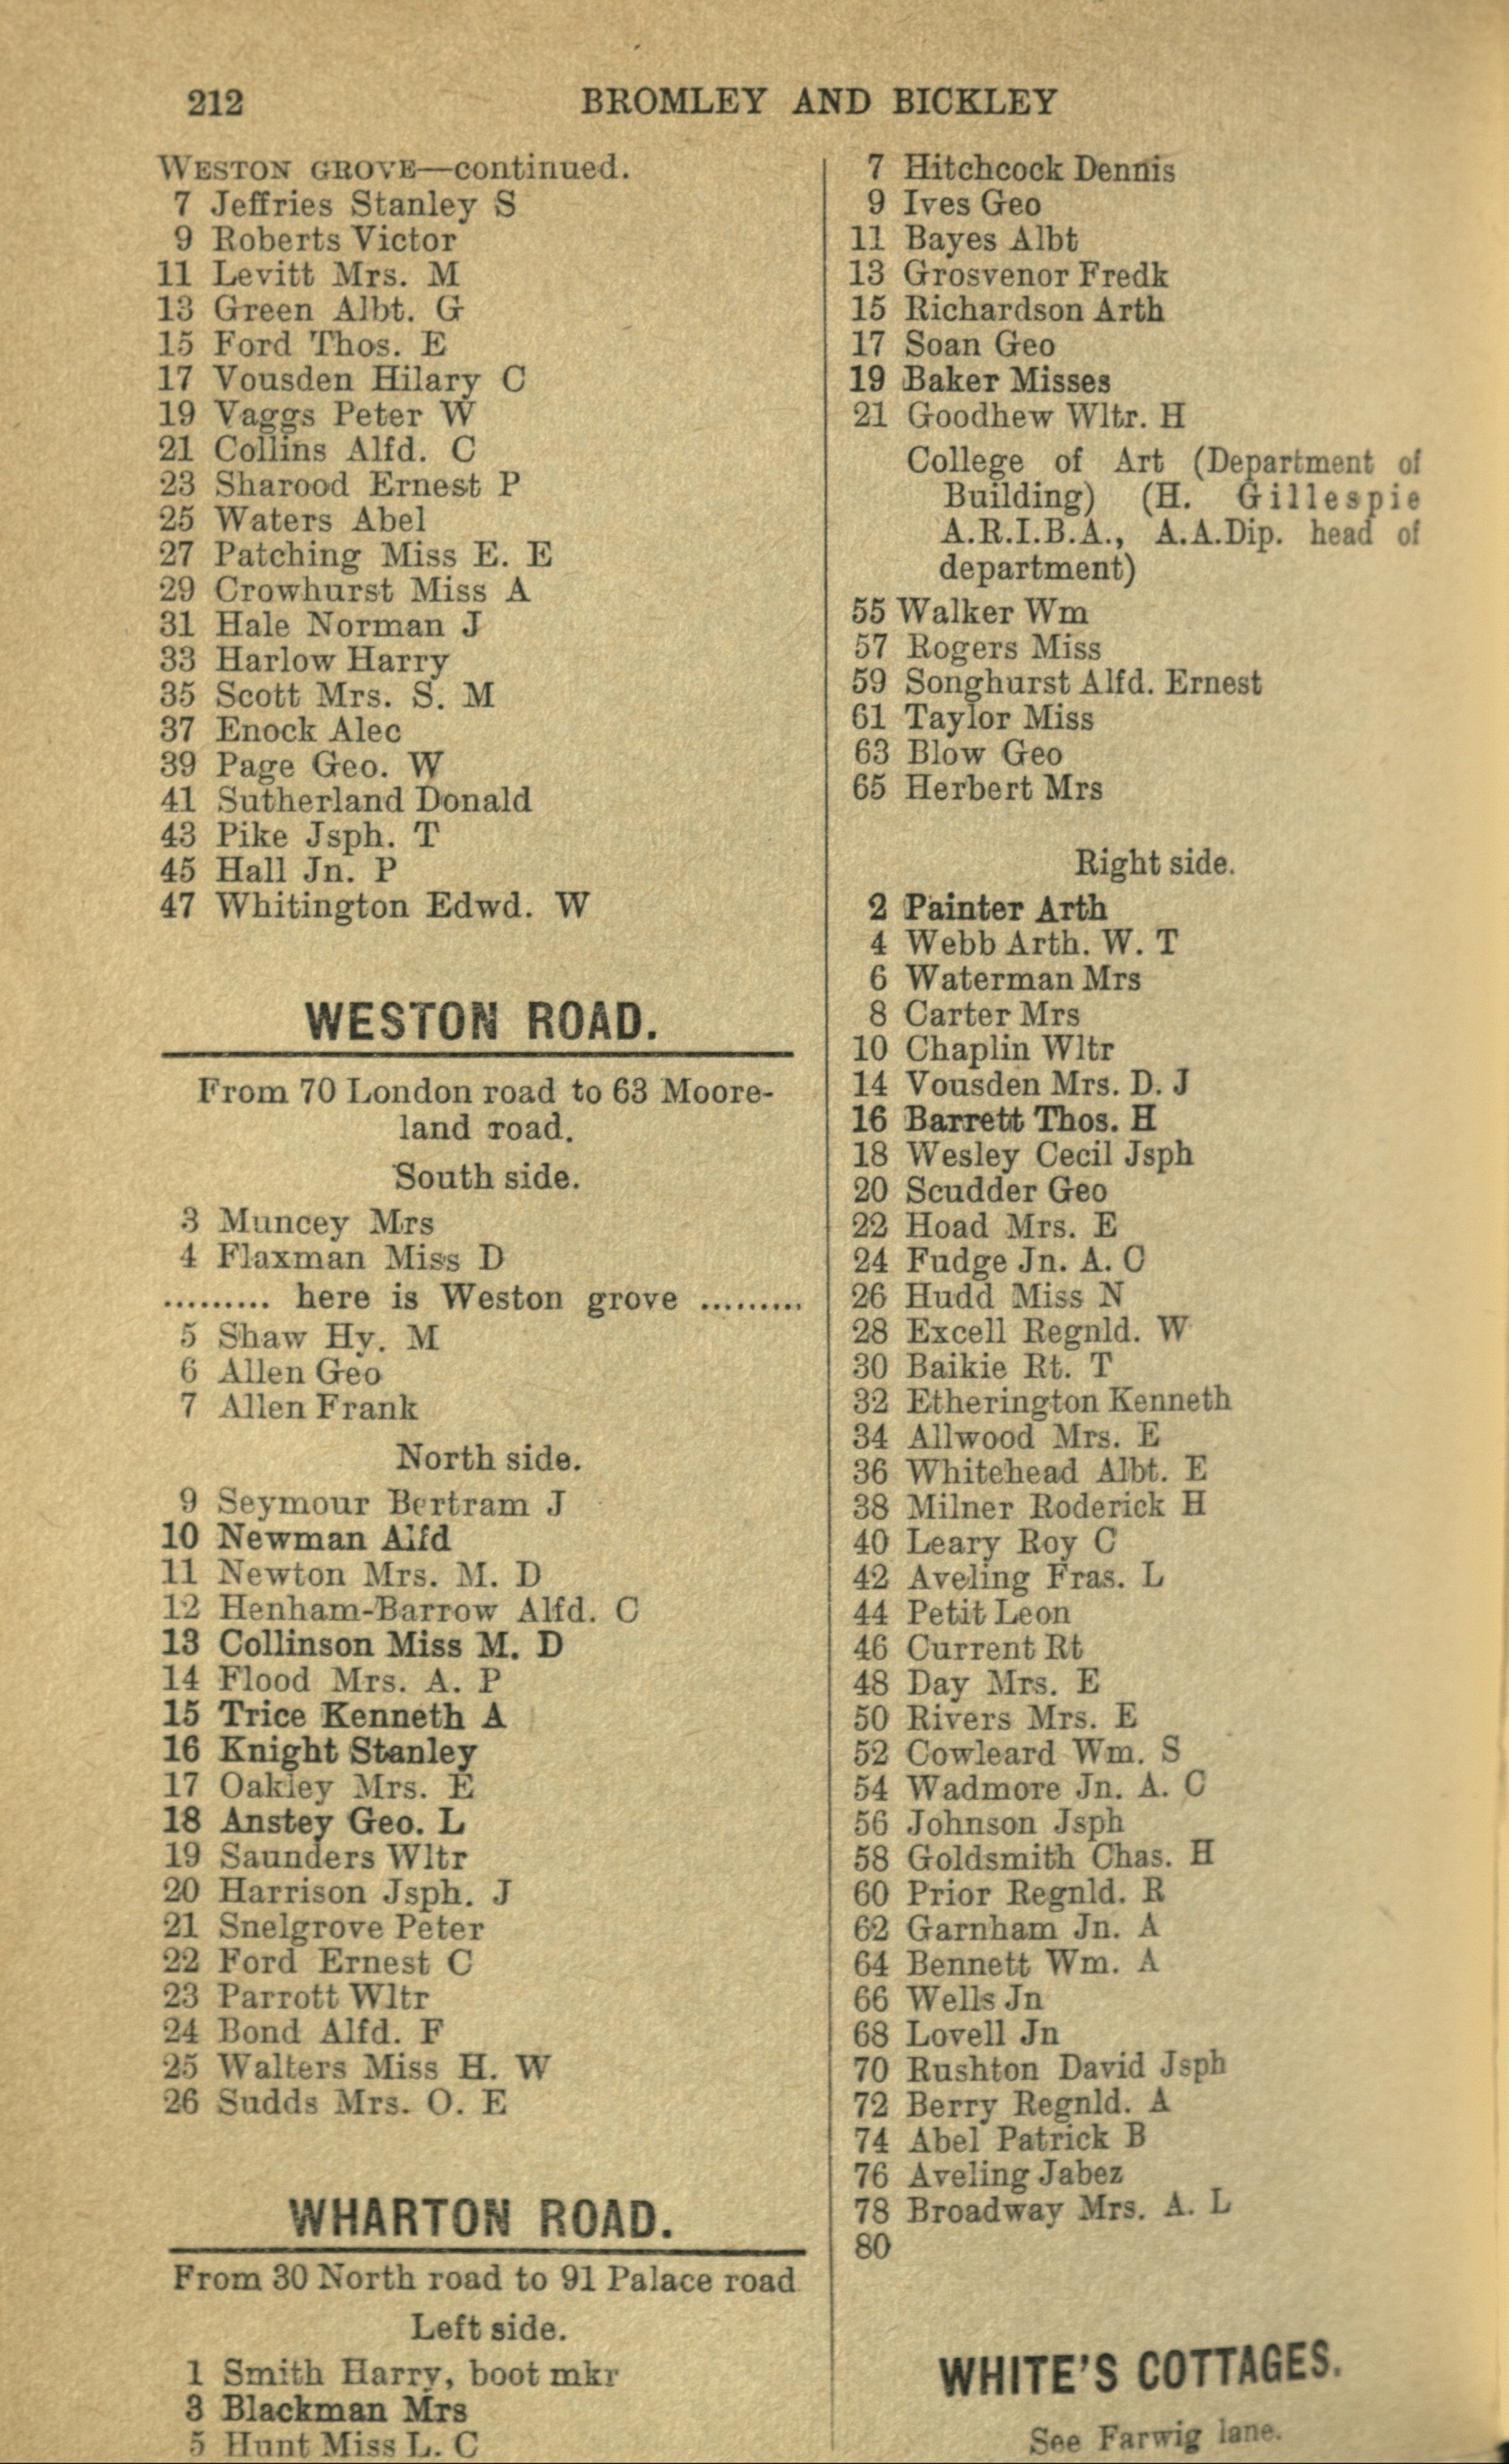 212
BROMLEY AND BICKLEY
WESTON GROVE—continued.
7 Jeffries Stanley S
9 Roberts Victor
11 Levitt Mrs. M
13 Green Albt. G
15 Ford Thos. E
17 Vousden Hilary C
19 Vaggs Peter W
21 Collins Alfd. C
23 Sharood Ernest P
25 Waters Abel
27 Patching Miss E. E
29 Crowhurst Miss A
31 Hale Norman J
33 Harlow Harry
35 Scott Mrs. S. M
37 Enock Alec
39 Page Geo. W
41 Sutherland Donald
43 Pike Jsph. T
45 Hall Jn. P
47 Whitington Edwd. W
WESTON ROAD.
From 70 London road to 63 Moore-
land road.
South side.
3 Muncey Mrs
4 Flaxman Miss D
......... here is Weston grove .........
5 Shaw Hy. M
6 Allen Geo
7 Allen Frank
North side.
9 Seymour Bertram J
10 Newman Alfd
11 Newton Mrs. M. D
12 Henham-Barrow Alfd. C
13 Collinson Miss M. D
14 Flood Mrs. A. P
15 Trice Kenneth A
16 Knight Stanley
17 Oakley Mrs. E
18 Anstey Geo. L
19 Saunders Wltr
20 Harrison Jsph. J
21 Snelgrove Peter
22 Ford Ernest C
23 Parrott Wltr
24 Bond Alfd. F
25 Walters Miss H. W
26 Sudds Mrs. O. E
WHARTON ROAD.
From 30 North road to 91 Palace road
Left side.
1 Smith Harry, boot mkr
3 Blackman Mrs
5 Hunt Miss L. C
7 Hitchcock Dennis
9 Ives Geo
11 Bayes Albt
13 Grosvenor Fredk
15 Richardson Arth
17 Soan Geo
19 Baker Misses
21 Goodhew Wltr. H
College of Art (Department of
Building) (H. Gillespie
A.R.I.B.A., A.A.Dip. head of
department)
55 Walker Wm
57 Rogers Miss
59 Songhurst Alfd. Ernest
61 Taylor Miss
63 Blow Geo
65 Herbert Mrs
Right side.
2 Painter Arth
4 Webb Arth. W. T
6 Waterman Mrs
8 Carter Mrs
10 Chaplin Wltr
14 Vousden Mrs. D. J
16 Barrett Thos. H
18 Wesley Cecil Jsph
20 Scudder Geo
22 Hoad Mrs. E
24 Fudge Jn. A. C
26 Hudd Miss N
28 Excell Regnld. W
30 Baikie Rt. T
32 Etherington Kenneth
34 Allwood Mrs. E
36 Whitehead Albt. E
38 Milner Roderick H
40 Leary Roy C
42 Aveling Fras. L
44 Petit Leon
46 Current Rt
48 Day Mrs. E
50 Rivers Mrs. E
52 Cowleard Wm. S
54 Wadmore Jn. A. C
56 Johnson Jsph
58 Goldsmith Chas. H
60 Prior Regnld. R
62 Garnham Jn. A
64 Bennett Wm. A
66 Wells Jn
68 Lovell Jn
70 Rushton David Jsph
72 Berry Regnld. A
74 Abel Patrick B
76 Aveling Jabez
78 Broadway Mrs. A. L
80
WHITE'S COTTAGES.
See Farwig lane.